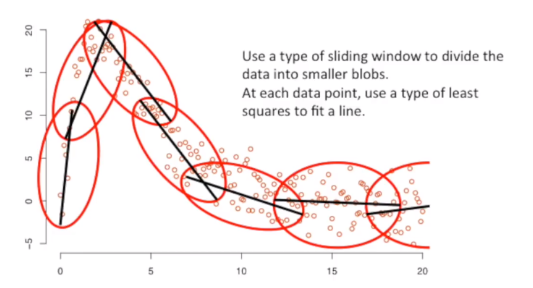 Use a type of sliding window to divide the
data into smaller blobs.
At each data point, use a type of least
squares to fit a line.
20
15
10
5
0
-5
0 5 10 15 20